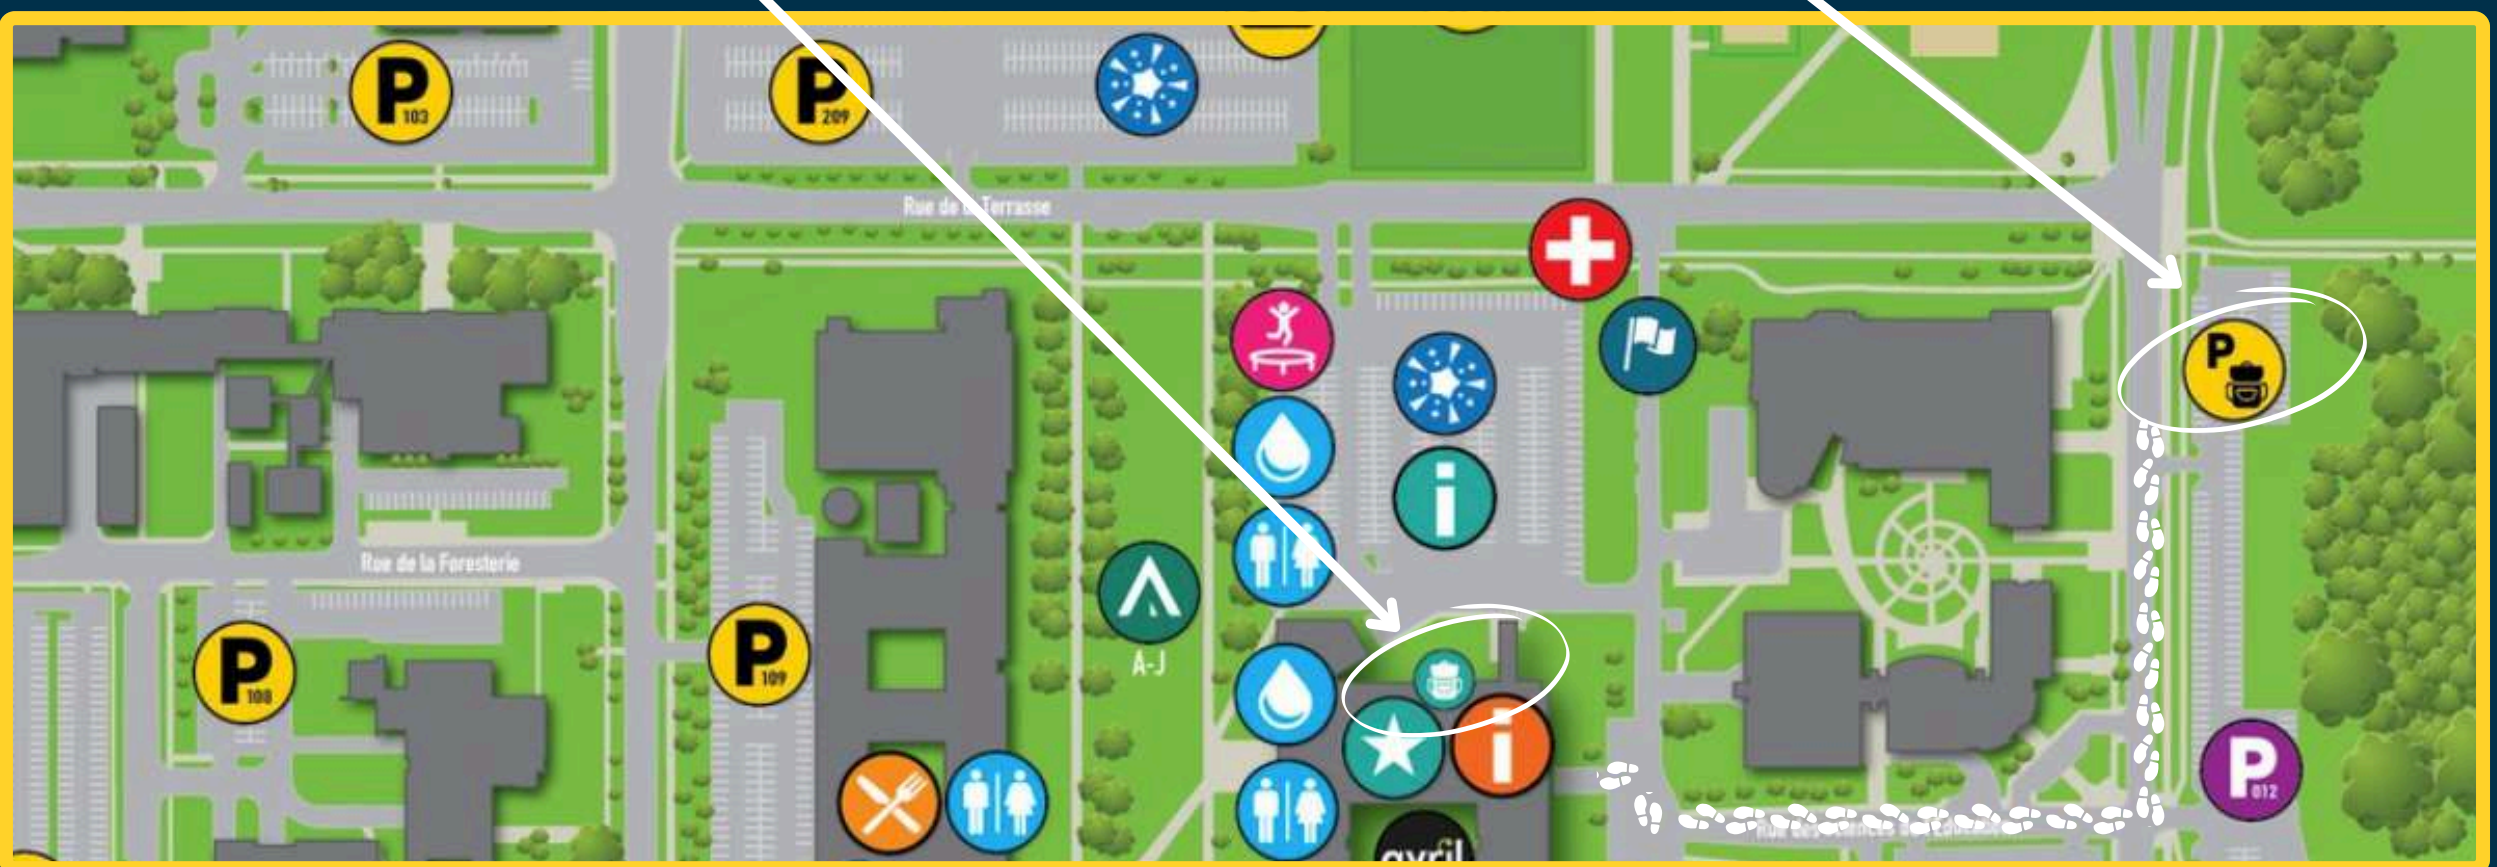 P
103
P
209
Rue de la Terrasse
P
i
Rue de la Foresterie
A-J
P
108
P
109
i
P
012
avril